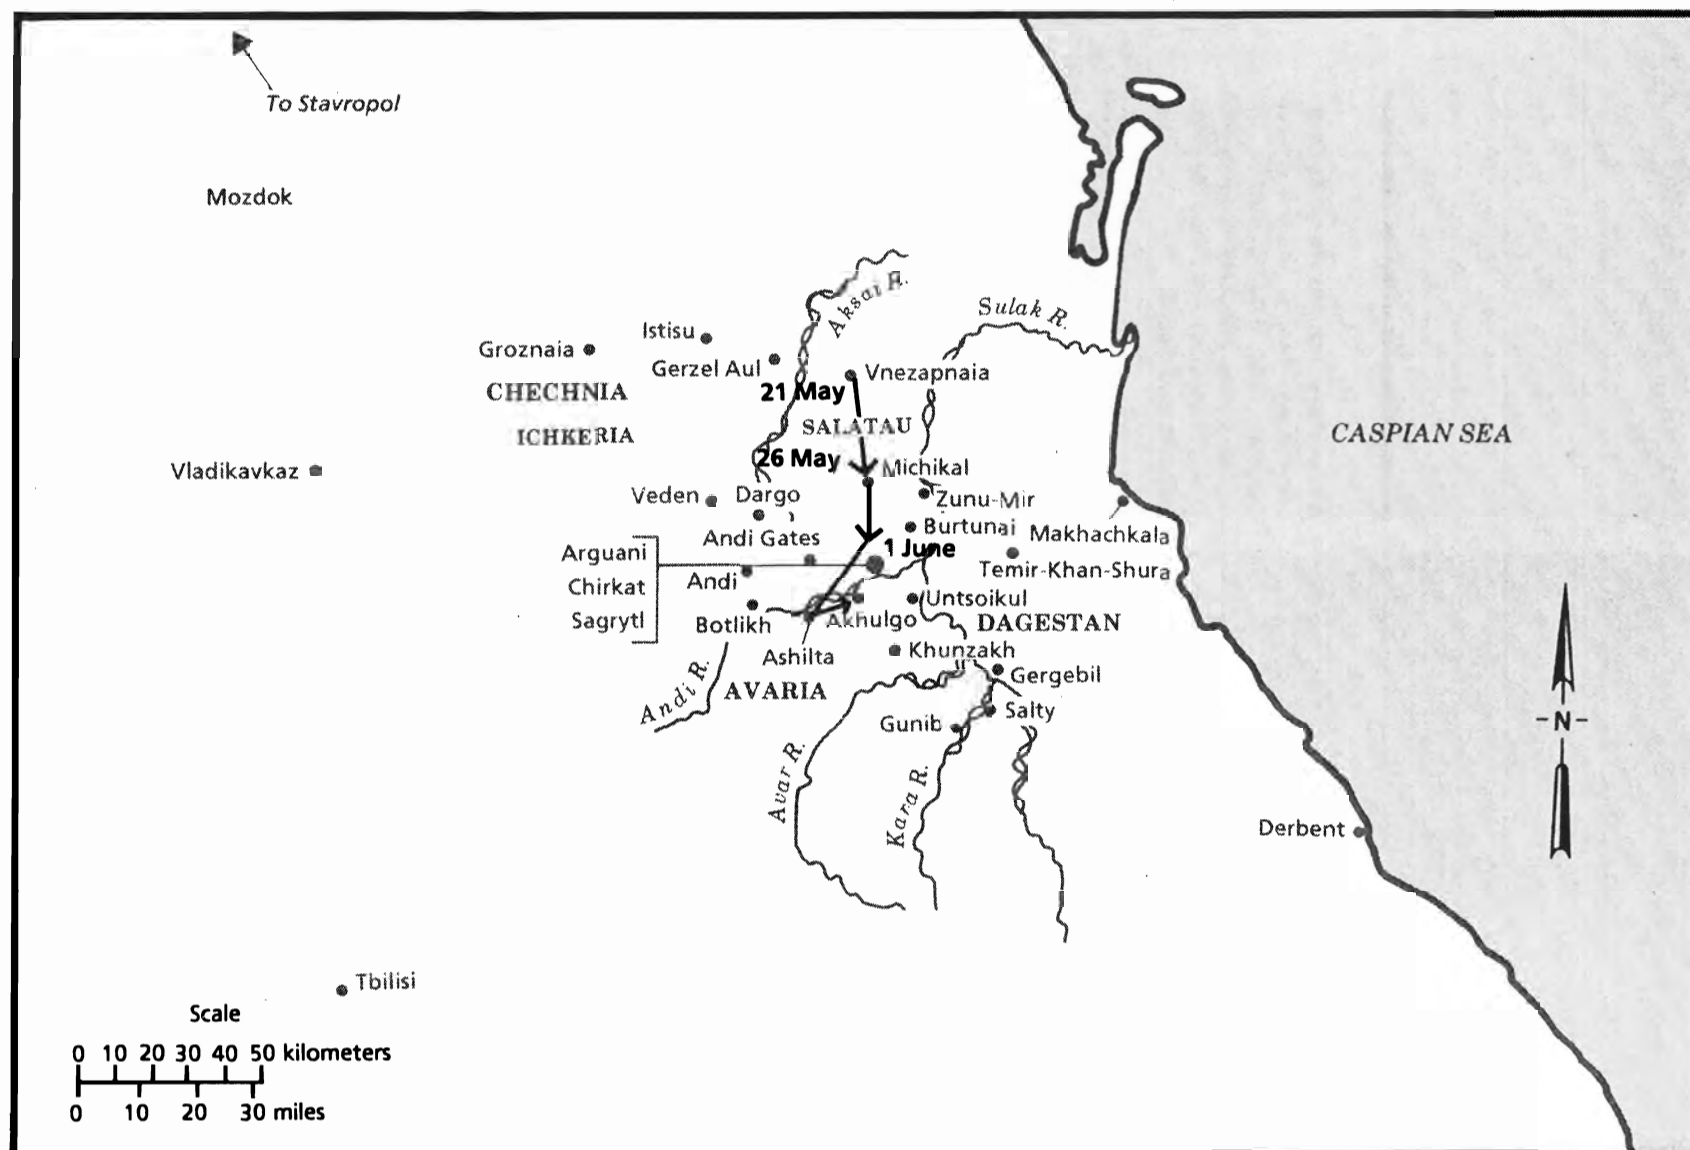 To Stavropol
Mozdok
Aksai R.
Sulak R.
Istisu
Groznaia
Gerzel Aul
Vnezapnaia
CHECHNIA
21 May
SALATAU
CASPIAN SEA
ICHKERIA
26 May
Michikal
Vladikavkaz
Veden
Dargo
Zunu-Mir
Burtunai
Makhachkala
Andi Gates
1 June
Arguani
Temir-Khan-Shura
Andi
Chirkat
Untsoikul
Sagrytl
Botlikh
Akhulgo
DAGESTAN
Ashilta
Khunzakh
Gergebil
Andi R.
AVARIA
Salty
Gunib
-N-
Avar R.
Kara R.
Derbent
Tbilisi
Scale
0 10 20 30 40 50 kilometers
0 10 20 30 miles